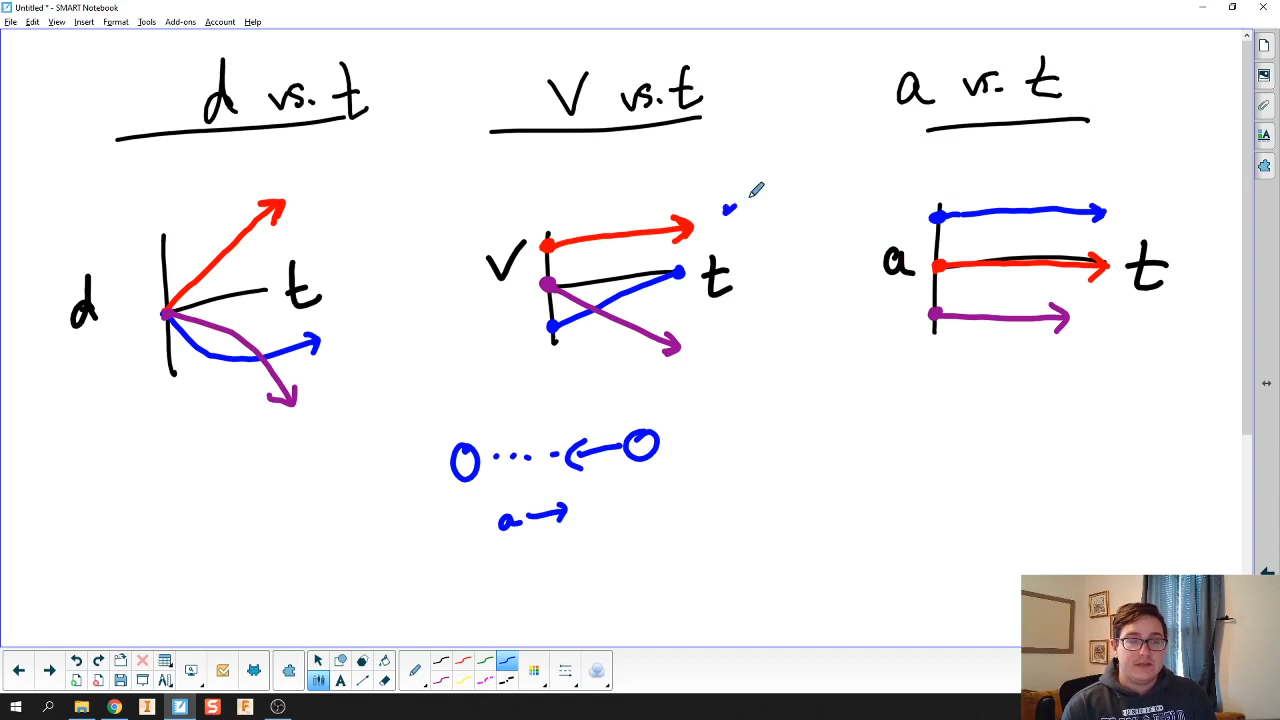 Untitled * - SMART Notebook
File Edit View Insert Format Tools Add-ons Account Help
d vs. t
V vs. t
a vs. t
d
t
V
t
a
t
a